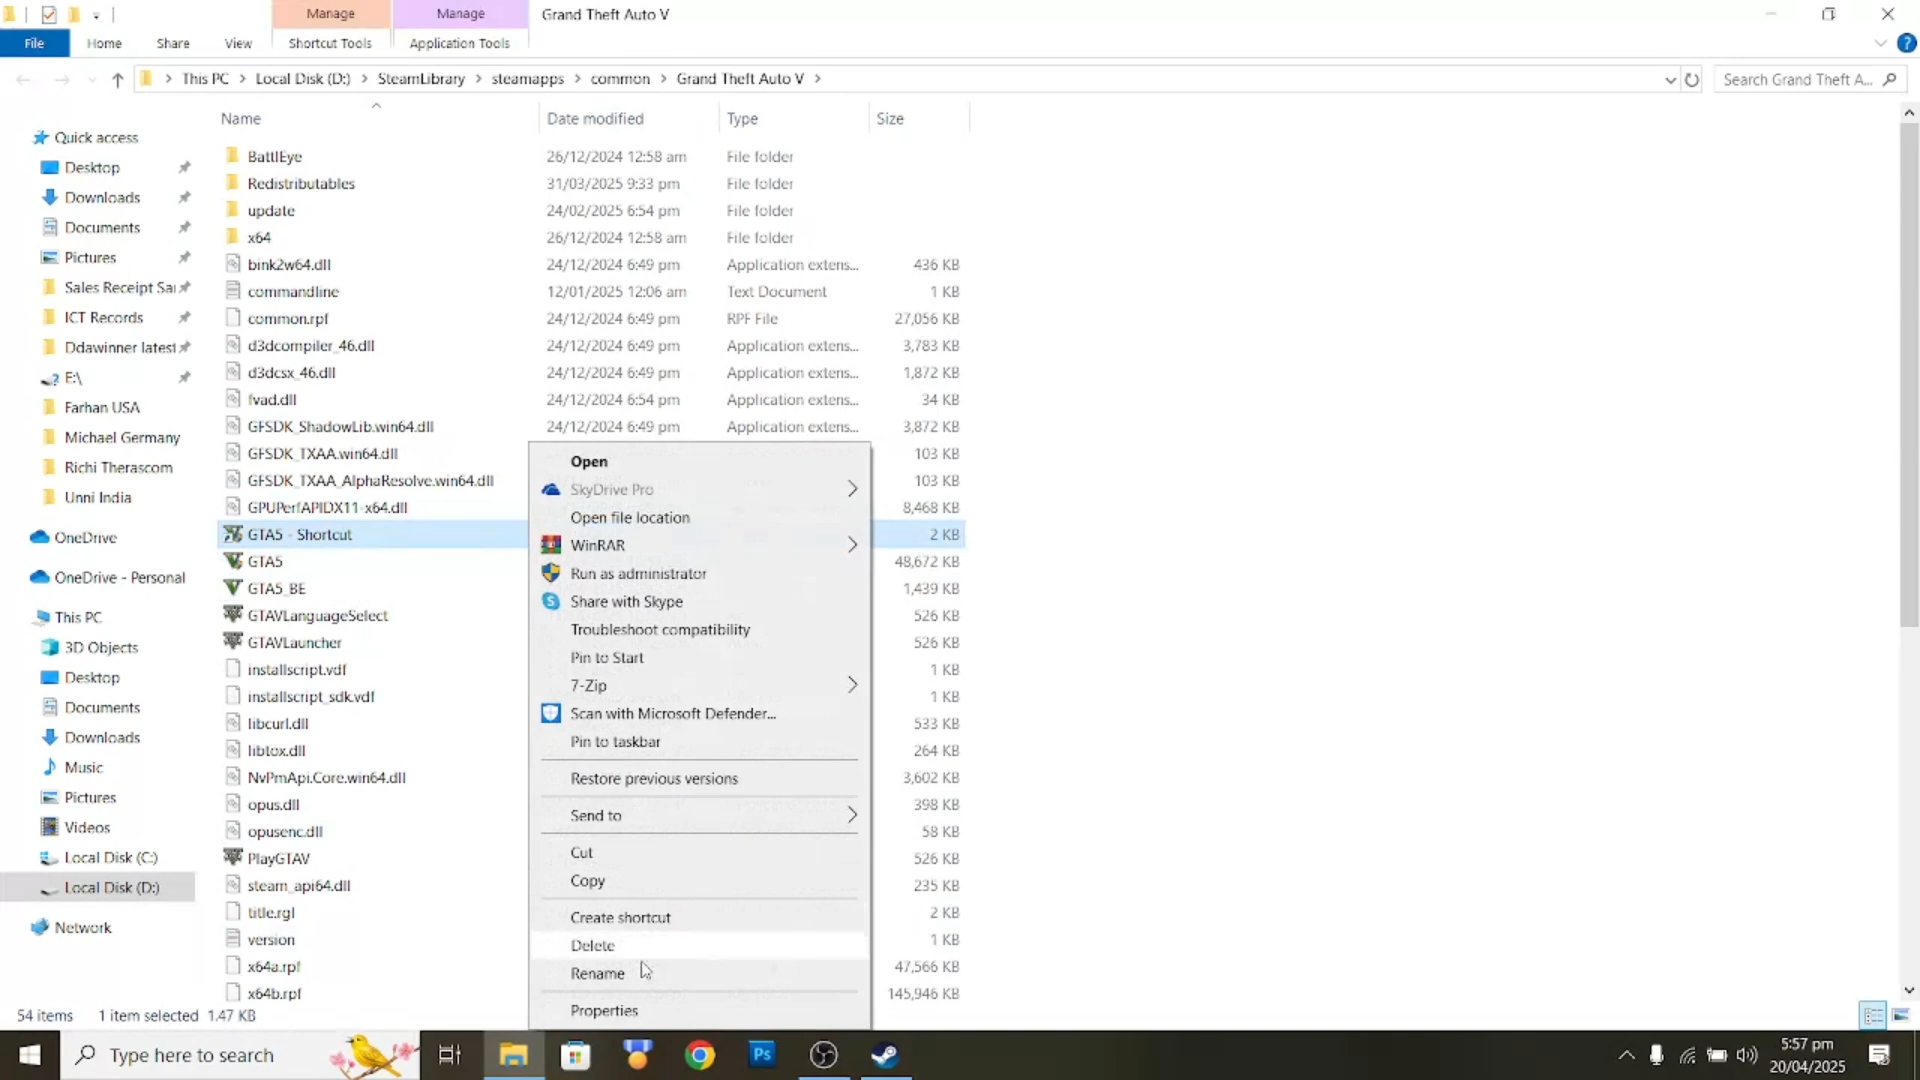 Manage
Manage
Grand Theft Auto V
File
Home
Share
View
Shortcut Tools
Application Tools
This PC
Local Disk (D:)
SteamLibrary
steamapps
common
Grand Theft Auto V
Search Grand Theft A...
Name
Date modified
Type
Size
Quick access
Desktop
Downloads
Documents
Pictures
Sales Receipt Sa
ICT Records
Ddawinner latest
E:\
Farhan USA
Michael Germany
Richi Therascom
Unni India
OneDrive
OneDrive - Personal
This PC
3D Objects
Desktop
Documents
Downloads
Music
Pictures
Videos
Local Disk (C:)
Local Disk (D:)
Network
BattlEye 26/12/2024 12:58 am File folder
Redistributables 31/03/2025 9:33 pm File folder
update 24/02/2025 6:54 pm File folder
x64 26/12/2024 12:58 am File folder
bink2w64.dll 24/12/2024 6:49 pm Application extens... 436 KB
commandline 12/01/2025 12:06 am Text Document 1 KB
common.rpf 24/12/2024 6:49 pm RPF File 27,056 KB
d3dcompiler_46.dll 24/12/2024 6:49 pm Application extens... 3,783 KB
d3dcsx_46.dll 24/12/2024 6:49 pm Application extens... 1,872 KB
fvad.dll 24/12/2024 6:54 pm Application extens... 34 KB
GFSDK_ShadowLib.win64.dll 24/12/2024 6:49 pm Application extens... 3,872 KB
GFSDK_TXAA.win64.dll 103 KB
GFSDK_TXAA_AlphaResolve.win64.dll 103 KB
GPUPerfAPIDX11-x64.dll 8,468 KB
GTA5 - Shortcut 2 KB
GTA5 48,672 KB
GTA5_BE 1,439 KB
GTAVLanguageSelect 526 KB
GTAVLauncher 526 KB
installscript.vdf 1 KB
installscript_sdk.vdf 1 KB
libcurl.dll 533 KB
libtox.dll 264 KB
NvPmApi.Core.win64.dll 3,602 KB
opus.dll 398 KB
opusenc.dll 58 KB
PlayGTAV 526 KB
steam_api64.dll 235 KB
title.rgl 2 KB
version 1 KB
x64a.rpf 47,566 KB
x64b.rpf 145,946 KB
Open
SkyDrive Pro
Open file location
WinRAR
Run as administrator
Share with Skype
Troubleshoot compatibility
Pin to Start
7-Zip
Scan with Microsoft Defender...
Pin to taskbar
Restore previous versions
Send to
Cut
Copy
Create shortcut
Delete
Rename
Properties
54 items
1 item selected 1.47 KB
Type here to search
Ps
5:57 pm
20/04/2025